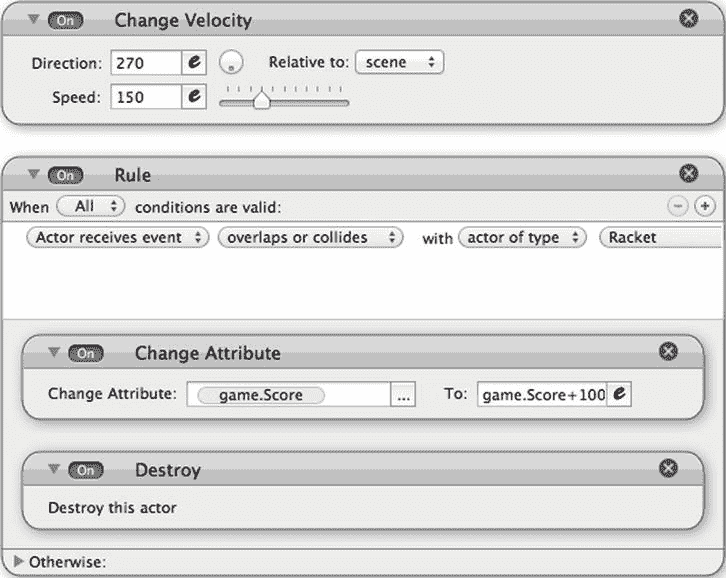 On Change Velocity
Direction: 270 e Relative to: scene
Speed: 150 e
On Rule
When All conditions are valid:
Actor receives event overlaps or collides with actor of type Racket
On Change Attribute
Change Attribute: game.Score ... To: game.Score+100 e
On Destroy
Destroy this actor
Otherwise: